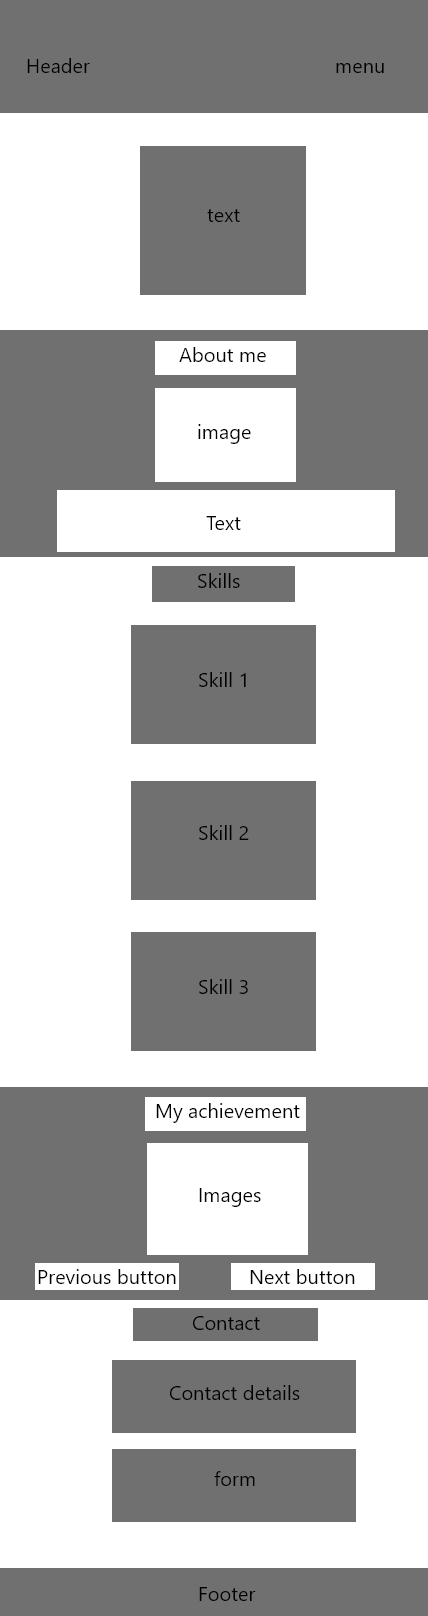 Header
menu
text
About me
image
Text
Skills
Skill 1
Skill 2
Skill 3
My achievement
Images
Previous button
Next button
Contact
Contact details
form
Footer